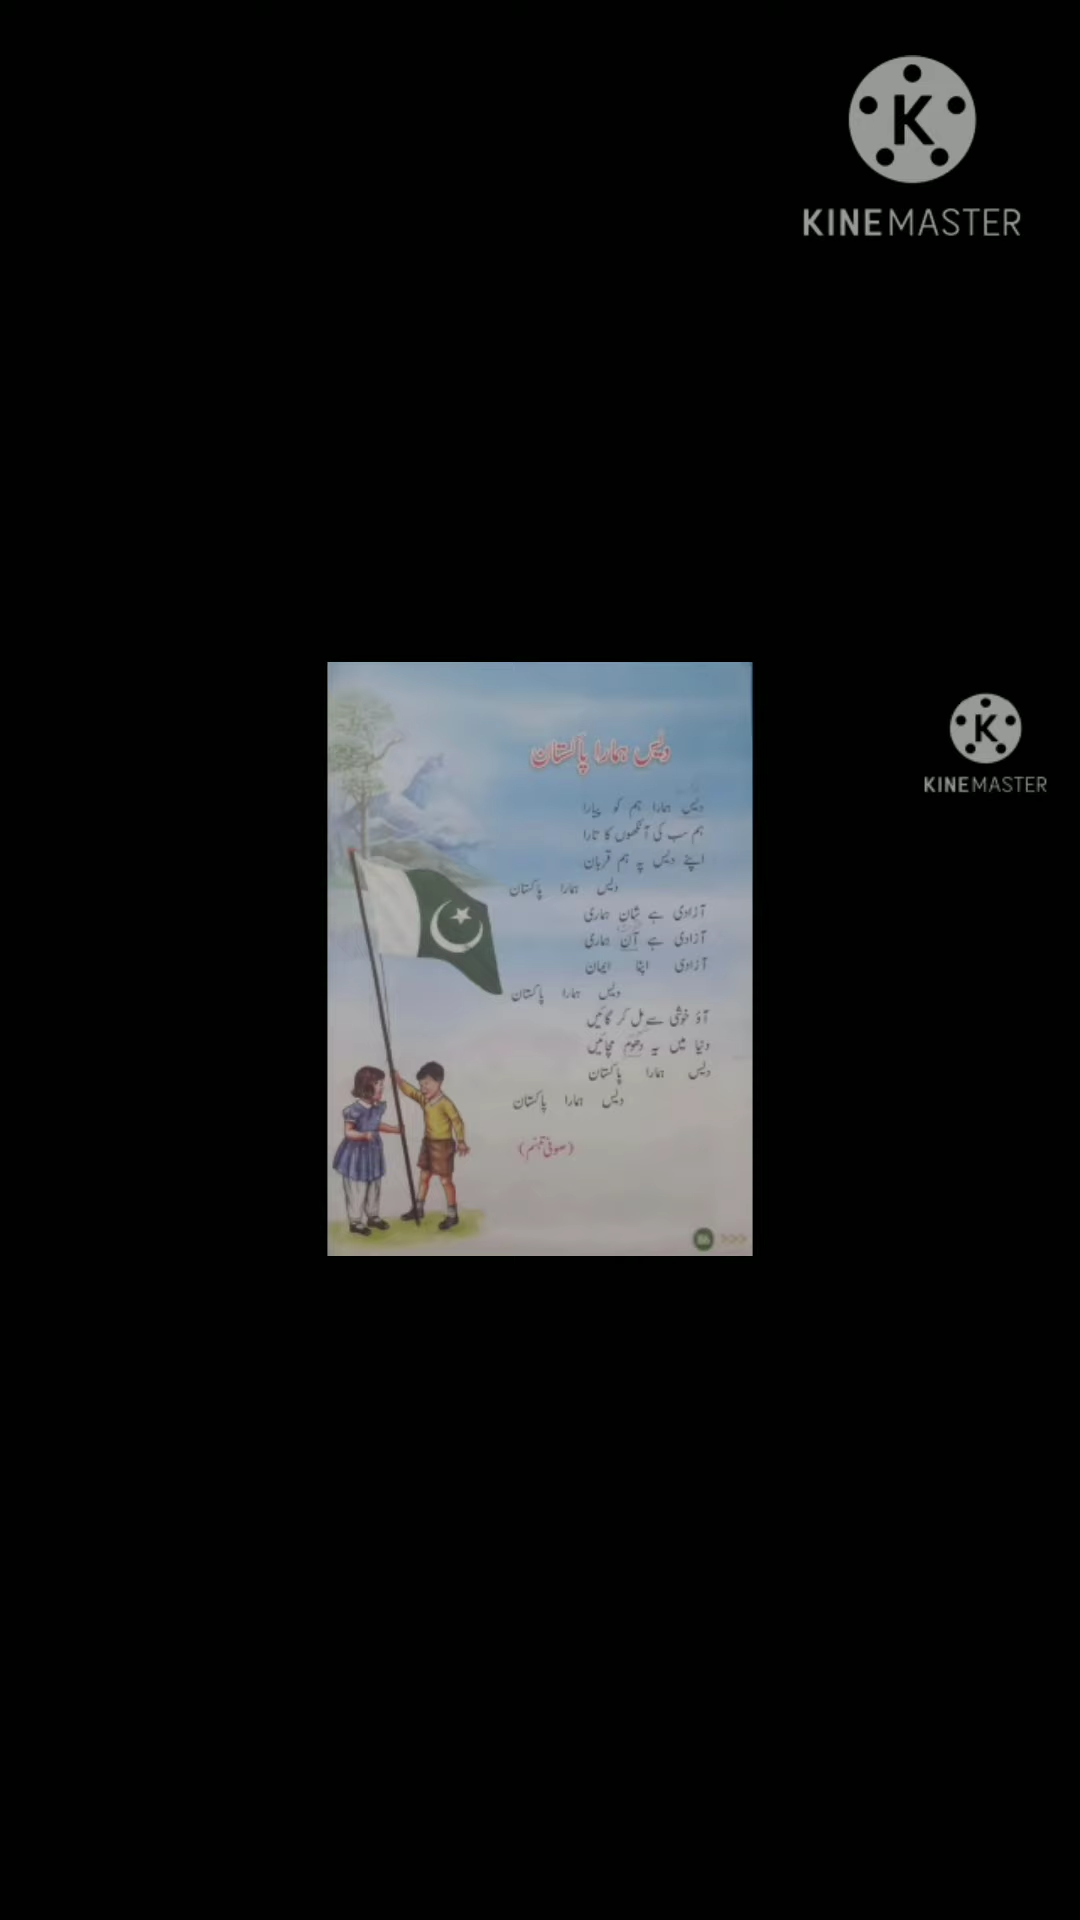 KINEMASTER
KINEMASTER
دیس ہمارا پاکستان
دیس ہمارا ہم کو پیارا
ہم سب کی آنکھوں کا تارا
اپنے دیس پہ ہم قربان
دیس ہمارا پاکستان
آزادی ہے شان ہماری
آزادی ہے آن ہماری
آزادی اپنا ایمان
دیس ہمارا پاکستان
آؤ خوشی سے مل کر گائیں
دنیا میں یہ دھوم مچائیں
دیس ہمارا پاکستان
دیس ہمارا پاکستان
(صوفی تبسم)
86